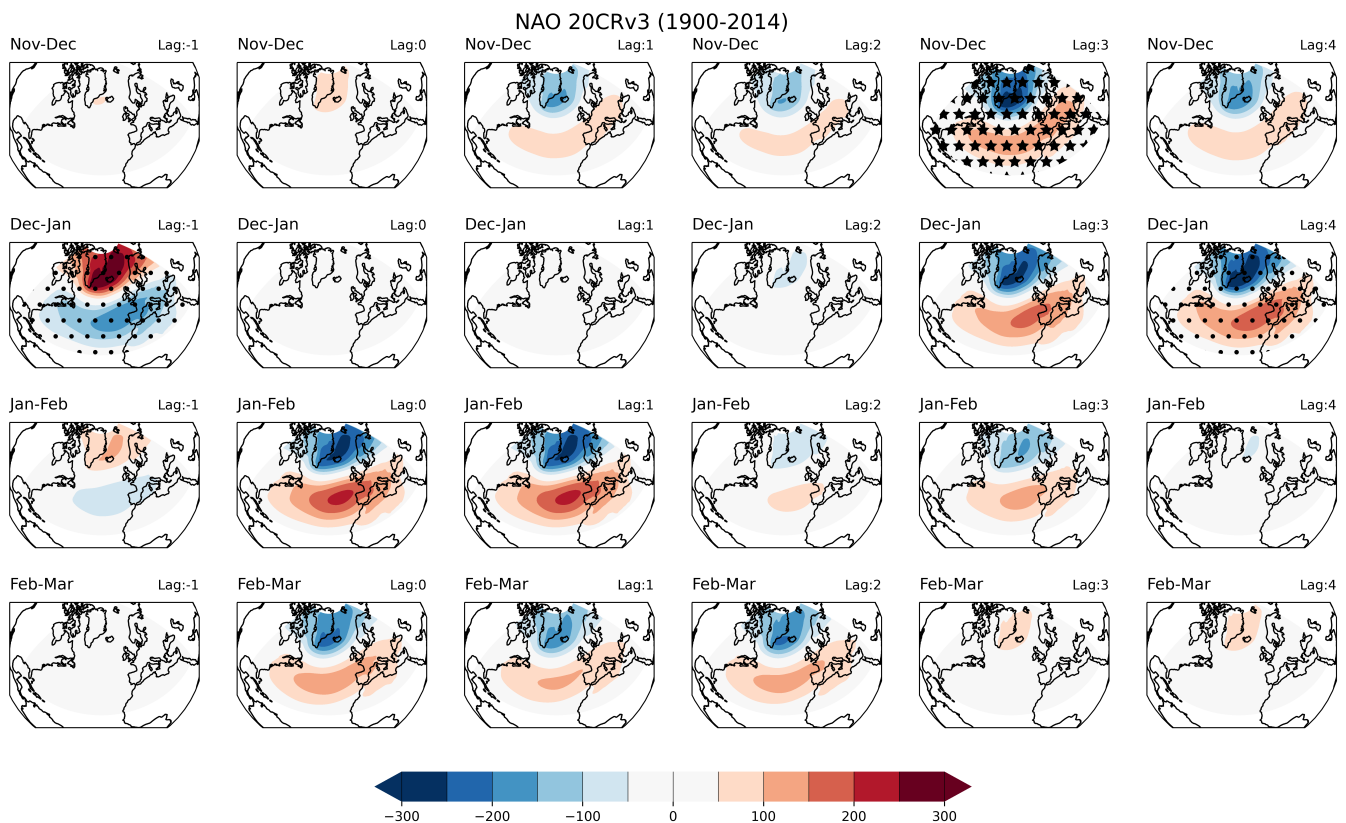 NAO 20CRv3 (1900-2014)
Nov-Dec Lag:-1 Nov-Dec Lag:0 Nov-Dec Lag:1 Nov-Dec Lag:2 Nov-Dec Lag:3 Nov-Dec Lag:4
Dec-Jan Lag:-1 Dec-Jan Lag:0 Dec-Jan Lag:1 Dec-Jan Lag:2 Dec-Jan Lag:3 Dec-Jan Lag:4
Jan-Feb Lag:-1 Jan-Feb Lag:0 Jan-Feb Lag:1 Jan-Feb Lag:2 Jan-Feb Lag:3 Jan-Feb Lag:4
Feb-Mar Lag:-1 Feb-Mar Lag:0 Feb-Mar Lag:1 Feb-Mar Lag:2 Feb-Mar Lag:3 Feb-Mar Lag:4
−300 −200 −100 0 100 200 300